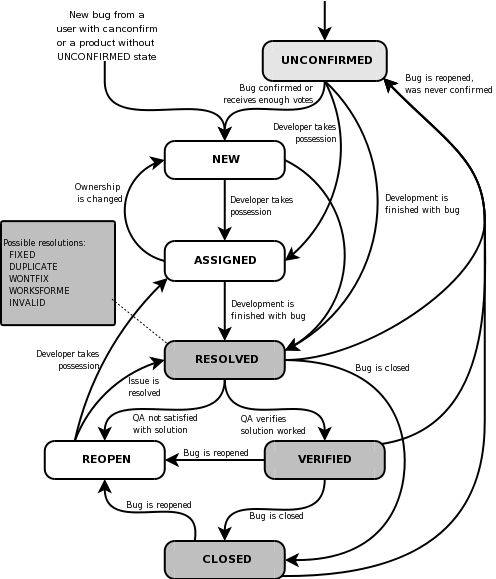 New bug from a
user with canconfirm
or a product without
UNCONFIRMED state
UNCONFIRMED
Bug is reopened,
was never confirmed
Bug confirmed or
receives enough votes
Developer takes
possession
NEW
Ownership
is changed
Developer takes
possession
Development is
finished with bug
ASSIGNED
Possible resolutions:
FIXED
DUPLICATE
WONTFIX
WORKSFORME
INVALID
Development is
finished with bug
RESOLVED
Developer takes
possession
Issue is
resolved
Bug is closed
QA not satisfied
with solution
QA verifies
solution worked
REOPEN
Bug is reopened
VERIFIED
Bug is reopened
Bug is closed
CLOSED